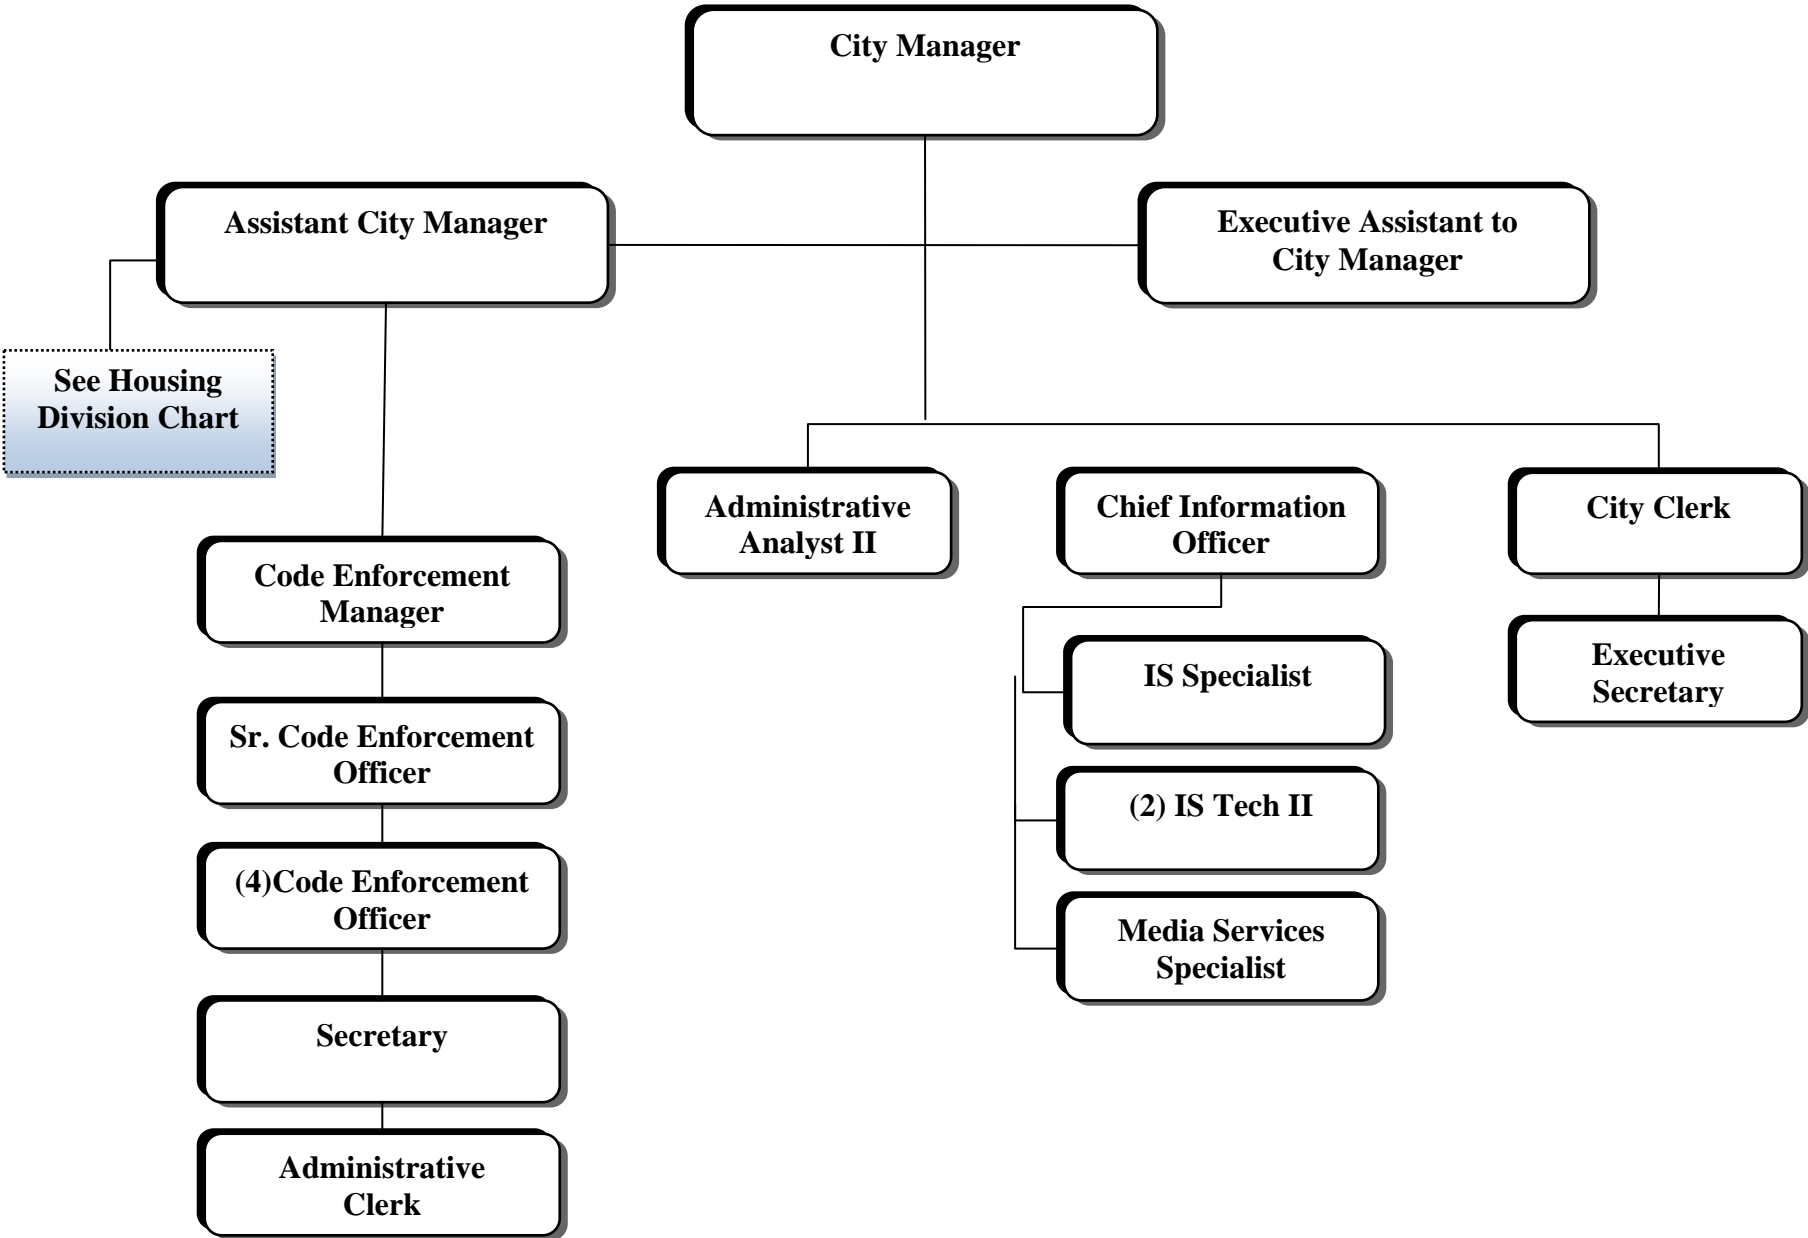 City Manager
Assistant City Manager
Executive Assistant to
City Manager
See Housing
Division Chart
Administrative
Analyst II
Chief Information
Officer
City Clerk
Code Enforcement
Manager
IS Specialist
Executive
Secretary
Sr. Code Enforcement
Officer
(2) IS Tech II
(4)Code Enforcement
Officer
Media Services
Specialist
Secretary
Administrative
Clerk